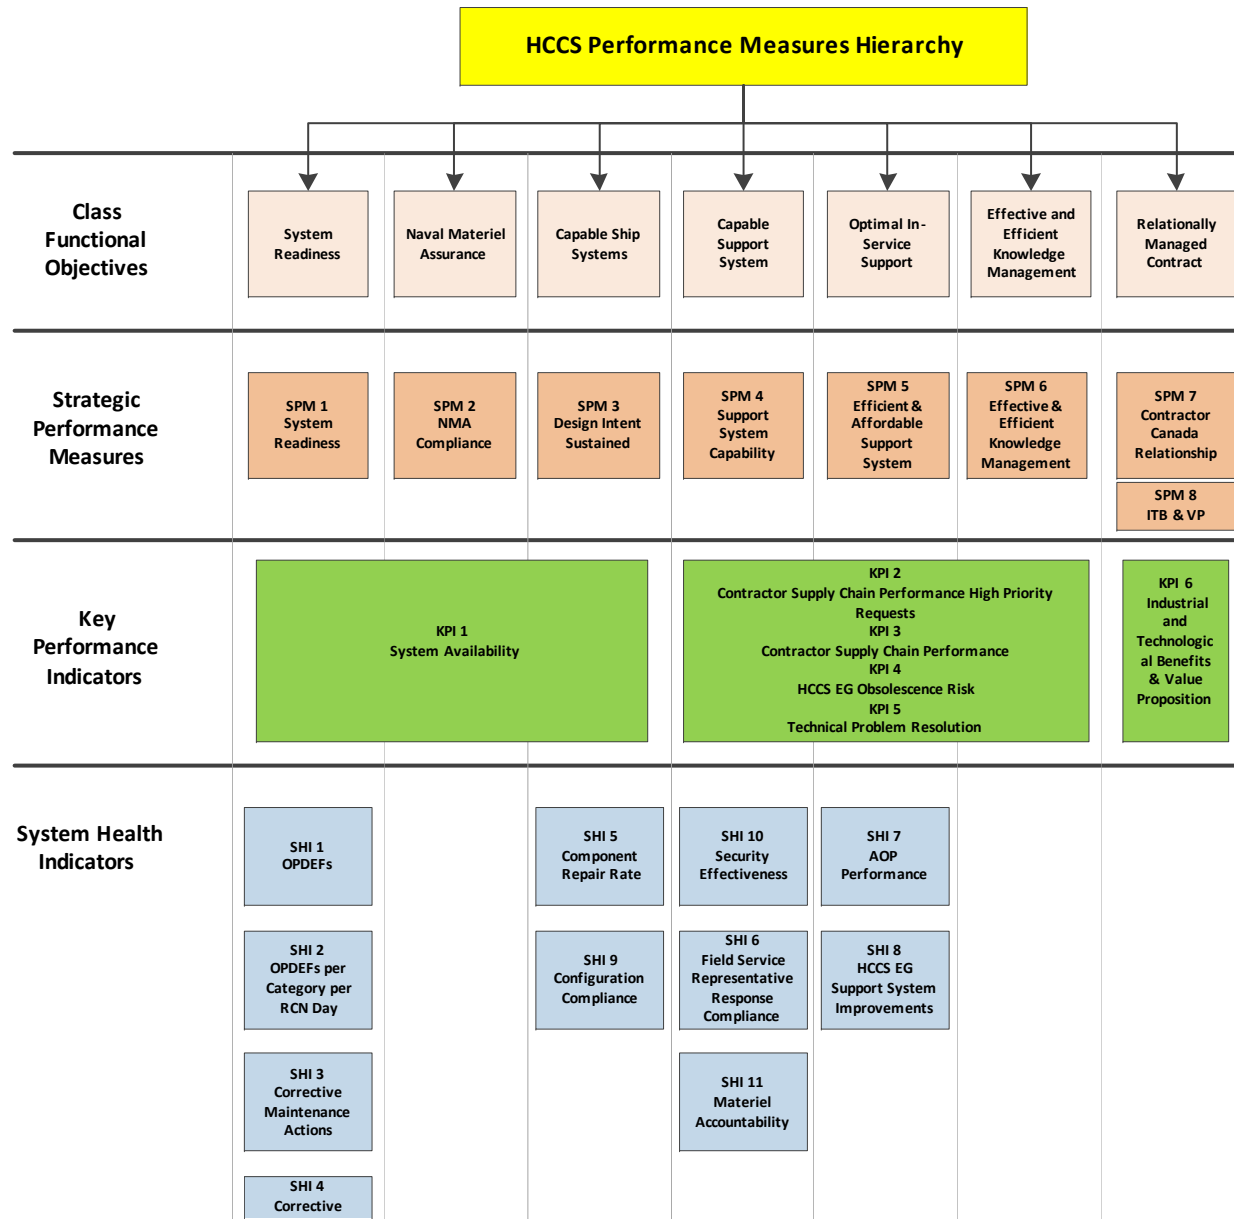 HCCS Performance Measures Hierarchy
Class
Functional
Objectives
System
Readiness
Naval Materiel
Assurance
Capable Ship
Systems
Capable
Support
System
Optimal In-
Service
Support
Effective and
Efficient
Knowledge
Management
Relationally
Managed
Contract
Strategic
Performance
Measures
SPM 1
System
Readiness
SPM 2
NMA
Compliance
SPM 3
Design Intent
Sustained
SPM 4
Support
System
Capability
SPM 5
Efficient &
Affordable
Support
System
SPM 6
Effective &
Efficient
Knowledge
Management
SPM 7
Contractor
Canada
Relationship
SPM 8
ITB & VP
Key
Performance
Indicators
KPI 1
System Availability
KPI 2
Contractor Supply Chain Performance High Priority
Requests
KPI 3
Contractor Supply Chain Performance
KPI 4
HCCS EG Obsolescence Risk
KPI 5
Technical Problem Resolution
KPI 6
Industrial
and
Technologic
al Benefits
& Value
Proposition
System Health
Indicators
SHI 1
OPDEFs
SHI 5
Component
Repair Rate
SHI 10
Security
Effectiveness
SHI 7
AOP
Performance
SHI 2
OPDEFs per
Category per
RCN Day
SHI 9
Configuration
Compliance
SHI 6
Field Service
Representative
Response
Compliance
SHI 8
HCCS EG
Support System
Improvements
SHI 3
Corrective
Maintenance
Actions
SHI 11
Materiel
Accountability
SHI 4
Corrective